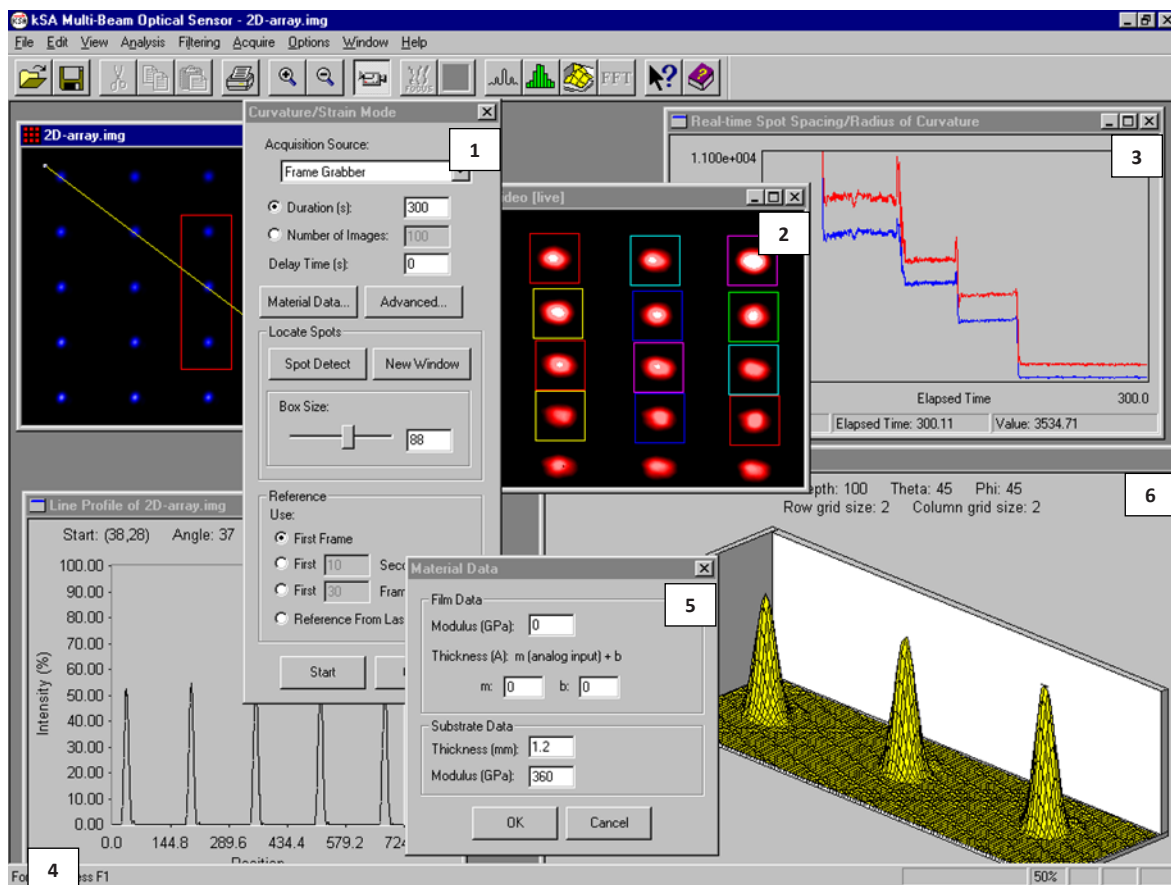 kSA Multi-Beam Optical Sensor - 2D-array.img
File Edit View Analysis Filtering Acquire Options Window Help
FOCUS
FFT
2D-array.img
Curvature/Strain Mode
1
Acquisition Source:
Frame Grabber
Duration (s): 300
Number of Images: 100
Delay Time (s): 0
Material Data... Advanced...
Locate Spots
Spot Detect New Window
Box Size:
88
Reference
Use:
First Frame
First 10
First 30
Reference From
Start
[live]
2
Real-time Spot Spacing/Radius of Curvature
3
1.100e+004
Elapsed Time 300.0
Elapsed Time: 300.11 Value: 3534.71
Line Profile of 2D-array.img
Start: (38,28) Angle: 37
Intensity (%)
100.00
90.00
80.00
70.00
60.00
50.00
40.00
30.00
20.00
10.00
0.00
0.0 144.8 289.6 434.4 579.2
Position
4
Material Data
5
Film Data
Modulus (GPa): 0
Thickness (A): m (analog input) + b
m: 0 b: 0
Substrate Data
Thickness (mm): 1.2
Modulus (GPa): 360
OK Cancel
6
100 Theta: 45 Phi: 45
Row grid size: 2 Column grid size: 2
F1
50%